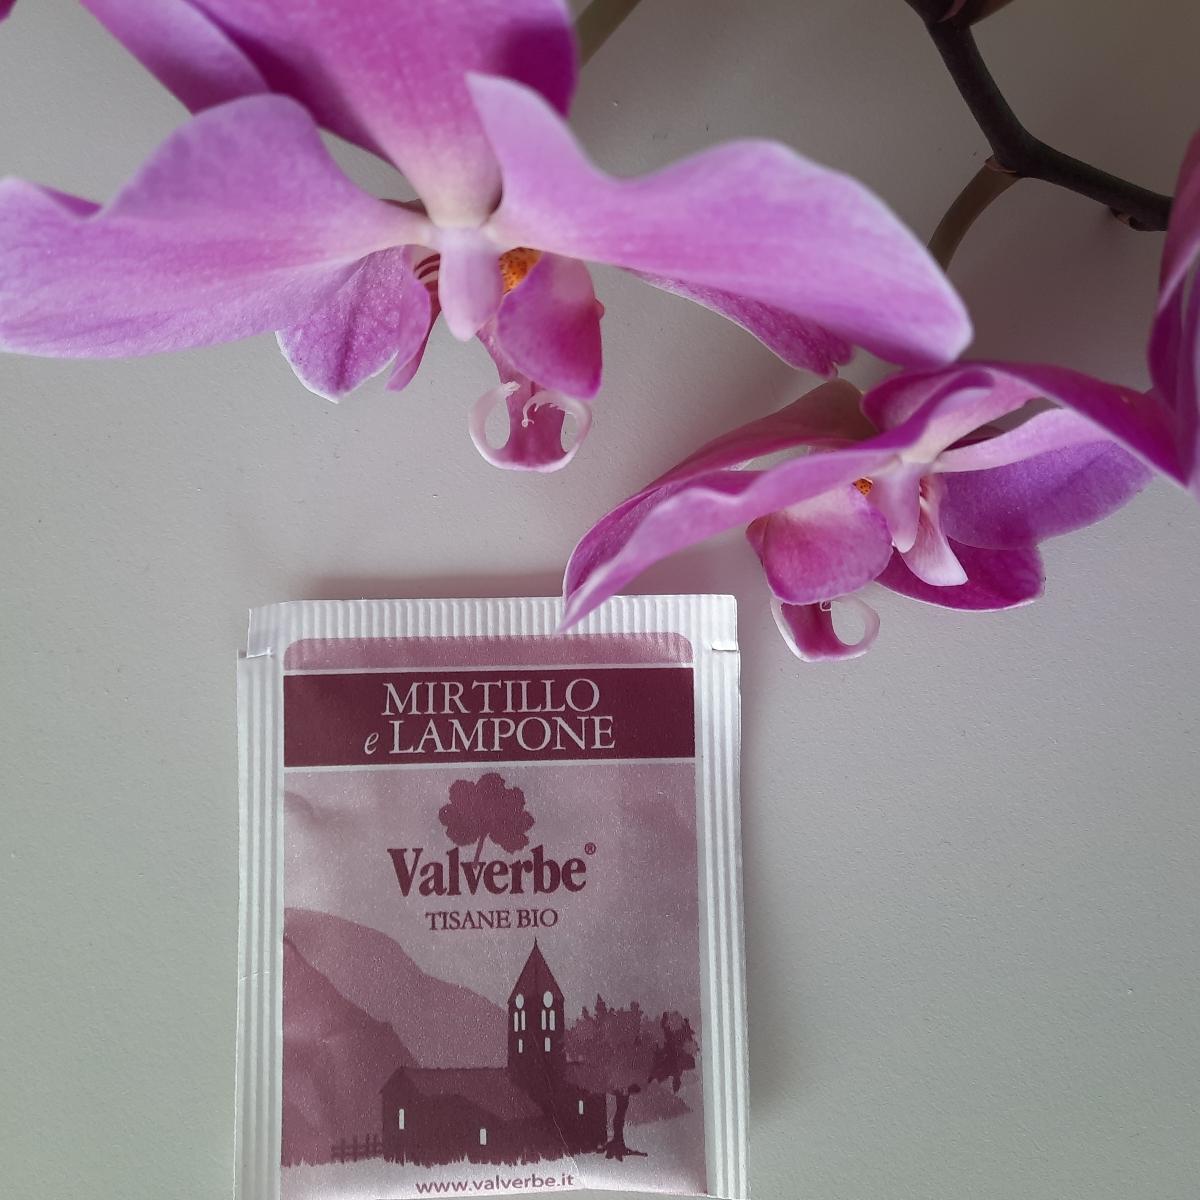 MIRTILLO
e LAMPONE
Valverbe®
TISANE BIO
www.valverbe.it